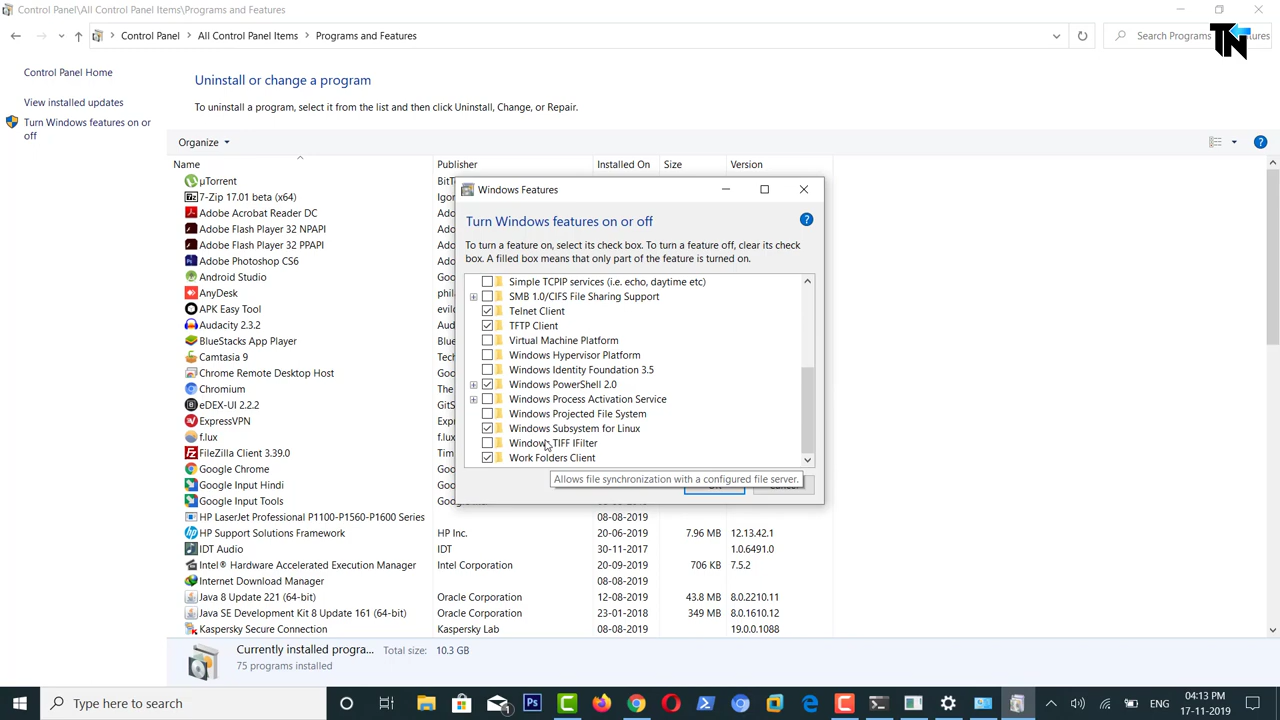 Control Panel\All Control Panel Items\Programs and Features
Control Panel > All Control Panel Items > Programs and Features
Search Programs
TN
Control Panel Home
View installed updates
Turn Windows features on or
off
Uninstall or change a program
To uninstall a program, select it from the list and then click Uninstall, Change, or Repair.
Organize
Name Publisher Installed On Size Version
µTorrent
7-Zip 17.01 beta (x64)
Adobe Acrobat Reader DC
Adobe Flash Player 32 NPAPI
Adobe Flash Player 32 PPAPI
Adobe Photoshop CS6
Android Studio
AnyDesk
APK Easy Tool
Audacity 2.3.2
BlueStacks App Player
Camtasia 9
Chrome Remote Desktop Host
Chromium
eDEX-UI 2.2.2
ExpressVPN
f.lux
FileZilla Client 3.39.0
Google Chrome
Google Input Hindi
Google Input Tools
HP LaserJet Professional P1100-P1560-P1600 Series 08-08-2019
HP Support Solutions Framework HP Inc. 20-06-2019 7.96 MB 12.13.42.1
IDT Audio IDT 30-11-2017 1.0.6491.0
Intel® Hardware Accelerated Execution Manager Intel Corporation 20-09-2019 706 KB 7.5.2
Internet Download Manager 08-08-2019
Java 8 Update 221 (64-bit) Oracle Corporation 12-08-2019 43.8 MB 8.0.2210.11
Java SE Development Kit 8 Update 161 (64-bit) Oracle Corporation 23-01-2018 349 MB 8.0.1610.12
Kaspersky Secure Connection Kaspersky Lab 08-08-2019 19.0.0.1088
Windows Features
Turn Windows features on or off
To turn a feature on, select its check box. To turn a feature off, clear its check
box. A filled box means that only part of the feature is turned on.
Simple TCPIP services (i.e. echo, daytime etc)
SMB 1.0/CIFS File Sharing Support
Telnet Client
TFTP Client
Virtual Machine Platform
Windows Hypervisor Platform
Windows Identity Foundation 3.5
Windows PowerShell 2.0
Windows Process Activation Service
Windows Projected File System
Windows Subsystem for Linux
Windows TIFF IFilter
Work Folders Client
Allows file synchronization with a configured file server.
Currently installed progra... Total size: 10.3 GB
75 programs installed
Type here to search
Ps
04:13 PM
17-11-2019